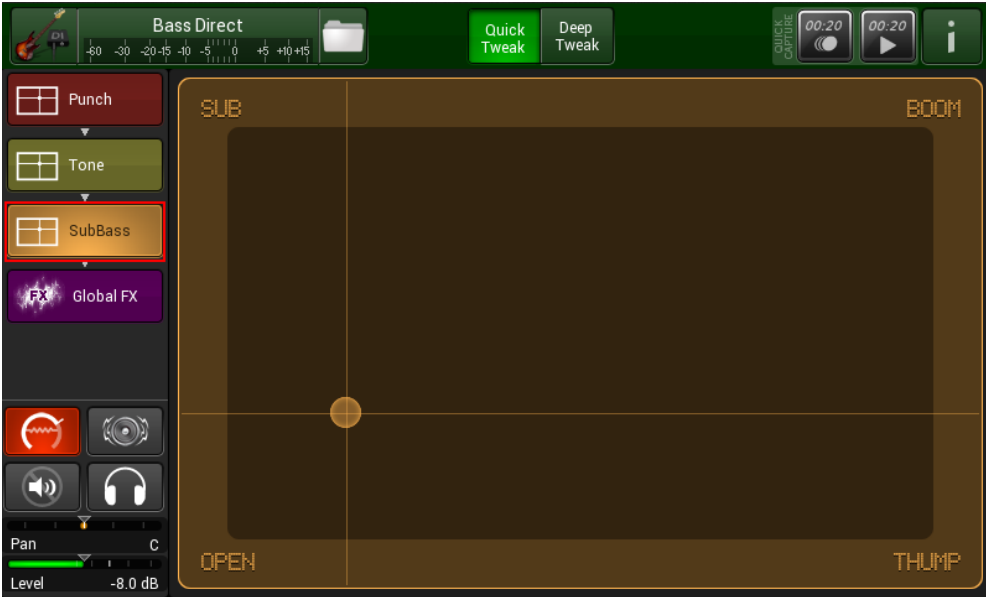 DI
Bass Direct
-60 -30 -20 -15 -10 -5 0 +5 +10 +15
Quick
Tweak
Deep
Tweak
QUICK
CAPTURE
00:20
00:20
i
Punch
Tone
SubBass
FX
Global FX
SUB
BOOM
OPEN
THUMP
Pan C
Level -8.0 dB